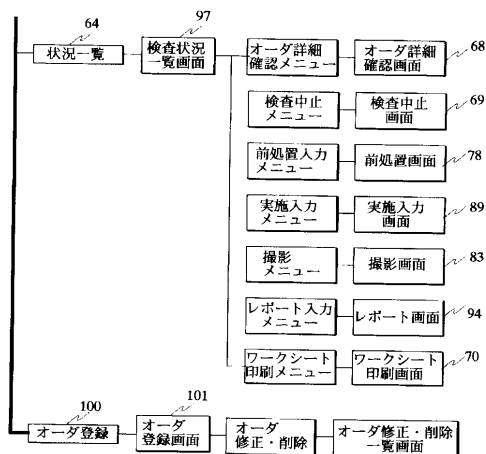 64
状況一覧
97
検査状況
一覧画面
オーダ詳細
確認メニュー
オーダ詳細
確認画面
68
検査中止
メニュー
検査中止
画面
69
前処置入力
メニュー
前処置画面
78
実施入力
メニュー
実施入力
画面
89
撮影
メニュー
撮影画面
83
レポート入力
メニュー
レポート画面
94
ワークシート
印刷メニュー
ワークシート
印刷画面
70
100
オーダ登録
101
オーダ
登録画面
オーダ
修正・削除
オーダ修正・削除
一覧画面